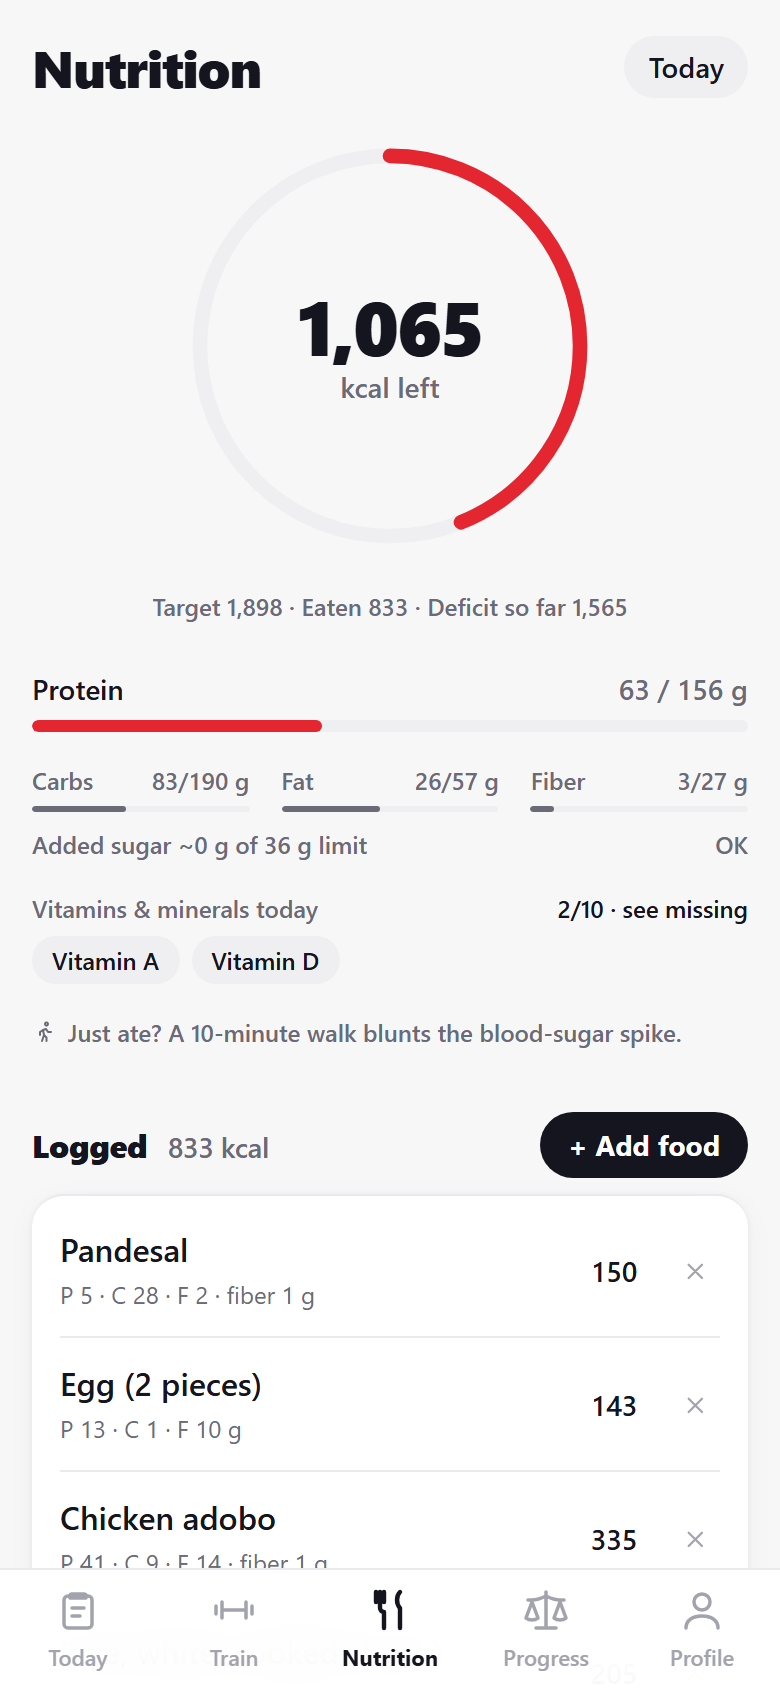 Nutrition
Today
1,065
kcal left
Target 1,898 · Eaten 833 · Deficit so far 1,565
Protein 63 / 156 g
Carbs 83/190 g Fat 26/57 g Fiber 3/27 g
Added sugar ~0 g of 36 g limit OK
Vitamins & minerals today 2/10 · see missing
Vitamin A Vitamin D
Just ate? A 10-minute walk blunts the blood-sugar spike.
Logged 833 kcal + Add food
Pandesal
150 ×
P 5 · C 28 · F 2 · fiber 1 g
Egg (2 pieces)
143 ×
P 13 · C 1 · F 10 g
Chicken adobo
335 ×
P 41 · C 9 · F 14 · fiber 1 g
205
Today Train Nutrition Progress Profile